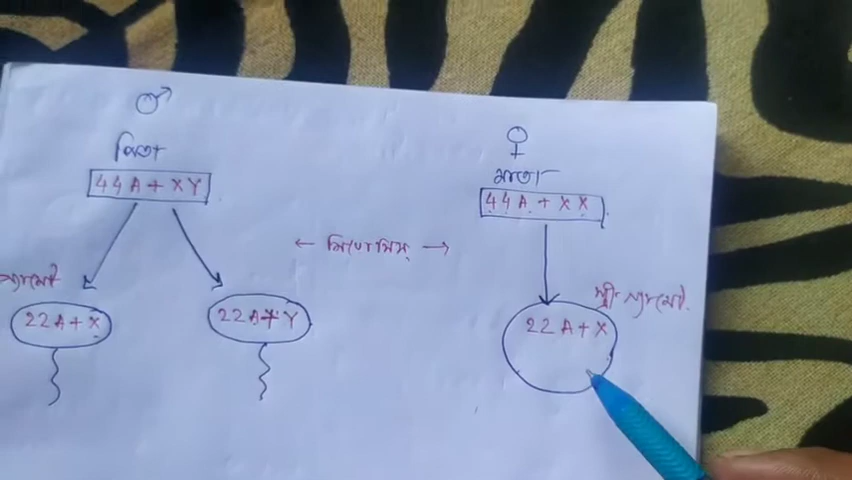 ♂
♀
পিতা
মাতা
44A + XY
44A + XX
← মিয়োসিস →
গ্যামেট
স্ত্রী গ্যামেট
22A+X
22A+Y
22A+X